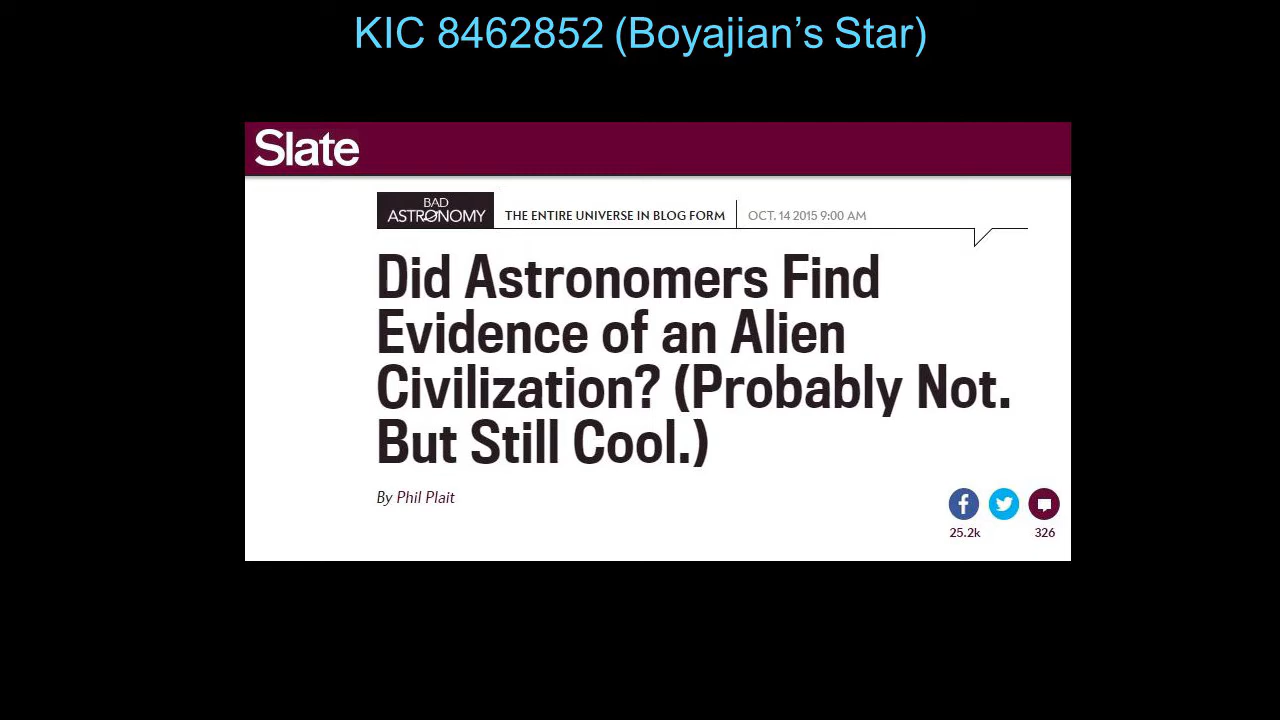 KIC 8462852 (Boyajian’s Star)
Slate
BAD
ASTRONOMY
THE ENTIRE UNIVERSE IN BLOG FORM
OCT. 14 2015 9:00 AM
Did Astronomers Find
Evidence of an Alien
Civilization? (Probably Not.
But Still Cool.)
By Phil Plait
25.2k
326